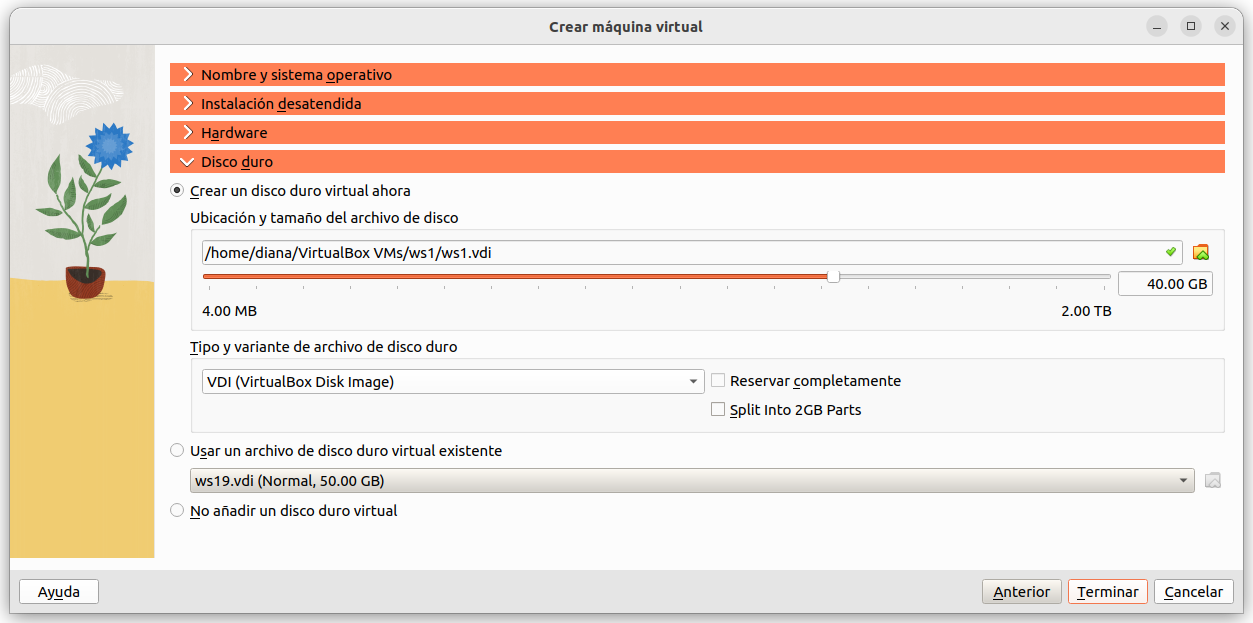 Crear máquina virtual
Nombre y sistema operativo
Instalación desatendida
Hardware
Disco duro
Crear un disco duro virtual ahora
Ubicación y tamaño del archivo de disco
/home/diana/VirtualBox VMs/ws1/ws1.vdi
40.00 GB
4.00 MB 2.00 TB
Tipo y variante de archivo de disco duro
VDI (VirtualBox Disk Image) Reservar completamente
Split Into 2GB Parts
Usar un archivo de disco duro virtual existente
ws19.vdi (Normal, 50.00 GB)
No añadir un disco duro virtual
Ayuda Anterior Terminar Cancelar